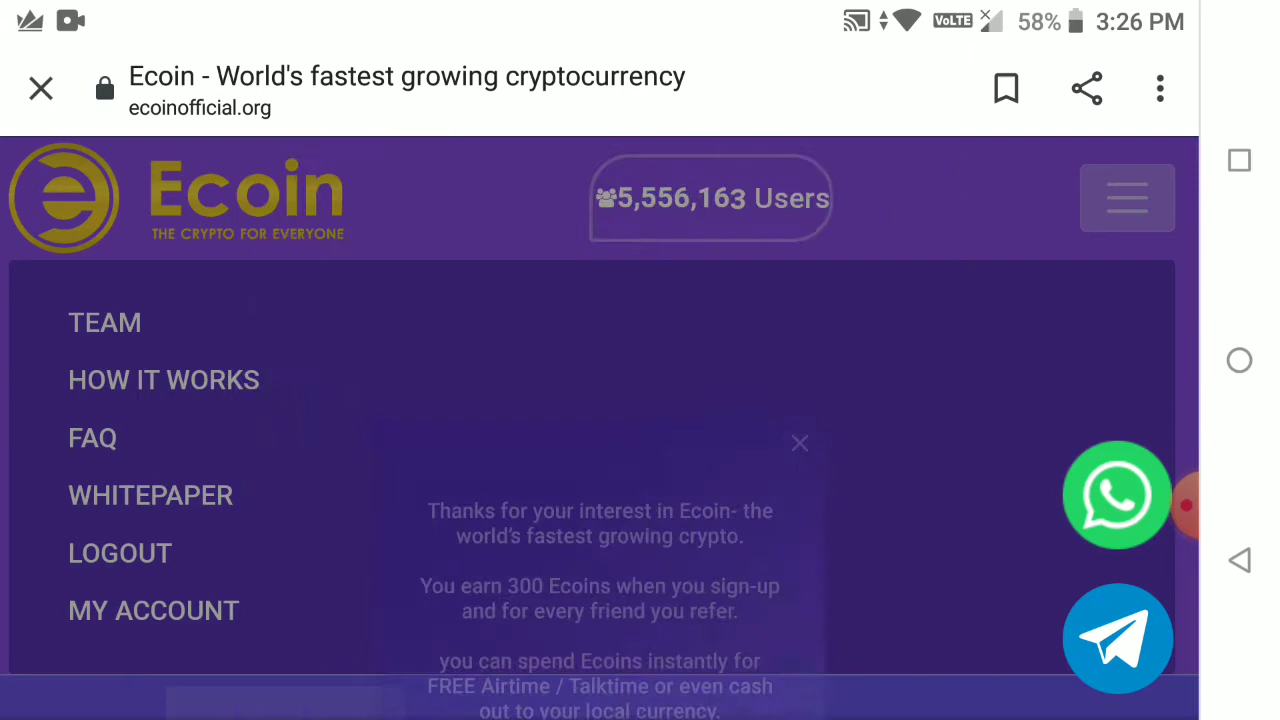 VoLTE 58% 3:26 PM
Ecoin - World's fastest growing cryptocurrency
ecoinofficial.org
Ecoin
THE CRYPTO FOR EVERYONE
5,556,163 Users
TEAM
HOW IT WORKS
FAQ
WHITEPAPER
LOGOUT
MY ACCOUNT
Thanks for your interest in Ecoin- the
world's fastest growing crypto.
You earn 300 Ecoins when you sign-up
and for every friend you refer.
you can spend Ecoins instantly for
FREE Airtime / Talktime or even cash
out to your local currency.